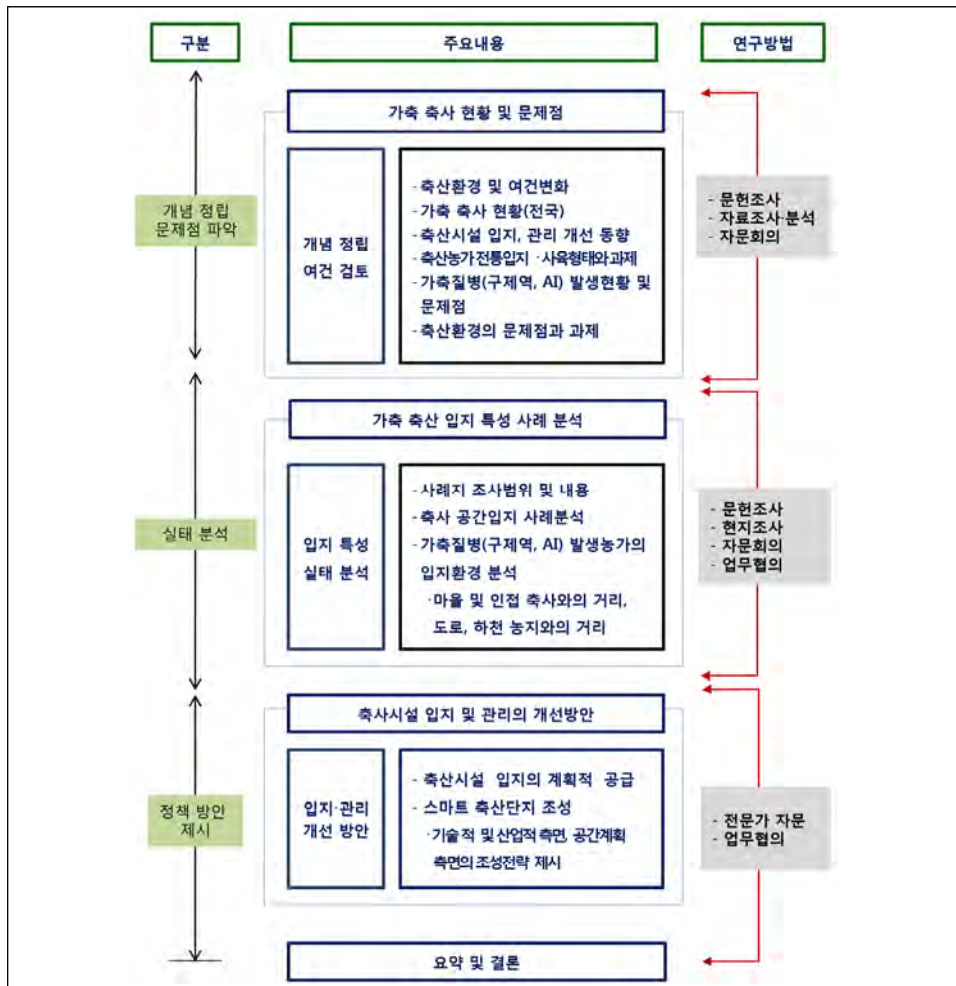 구분
주요내용
연구방법
가축 축사 현황 및 문제점
개념 정립
문제점 파악
개념 정립
여건 검토
- 축산환경 및 여건변화
- 가축 축사 현황(전국)
- 축산시설 입지, 관리 개선 동향
- 축산농가 전통입지 · 사육형태와 과제
- 가축질병(구제역, AI) 발생현황 및
문제점
- 축산환경의 문제점과 과제
- 문헌조사
- 자료조사·분석
- 자문회의
가축 축산 입지 특성 사례 분석
실태 분석
입지 특성
실태 분석
- 사례지 조사범위 및 내용
- 축사 공간입지 사례분석
- 가축질병(구제역, AI) 발생농가의
입지환경 분석
·마을 및 인접 축사와의 거리,
도로, 하천 농지와의 거리
- 문헌조사
- 현지조사
- 자문회의
- 업무협의
축사시설 입지 및 관리의 개선방안
정책 방인
제시
입지·관리
개선 방안
- 축산시설 입지의 계획적 공급
- 스마트 축산단지 조성
·기술적 및 산업적 측면, 공간계획
측면의 조성전략 제시
- 전문가 자문
- 업무협의
요약 및 결론